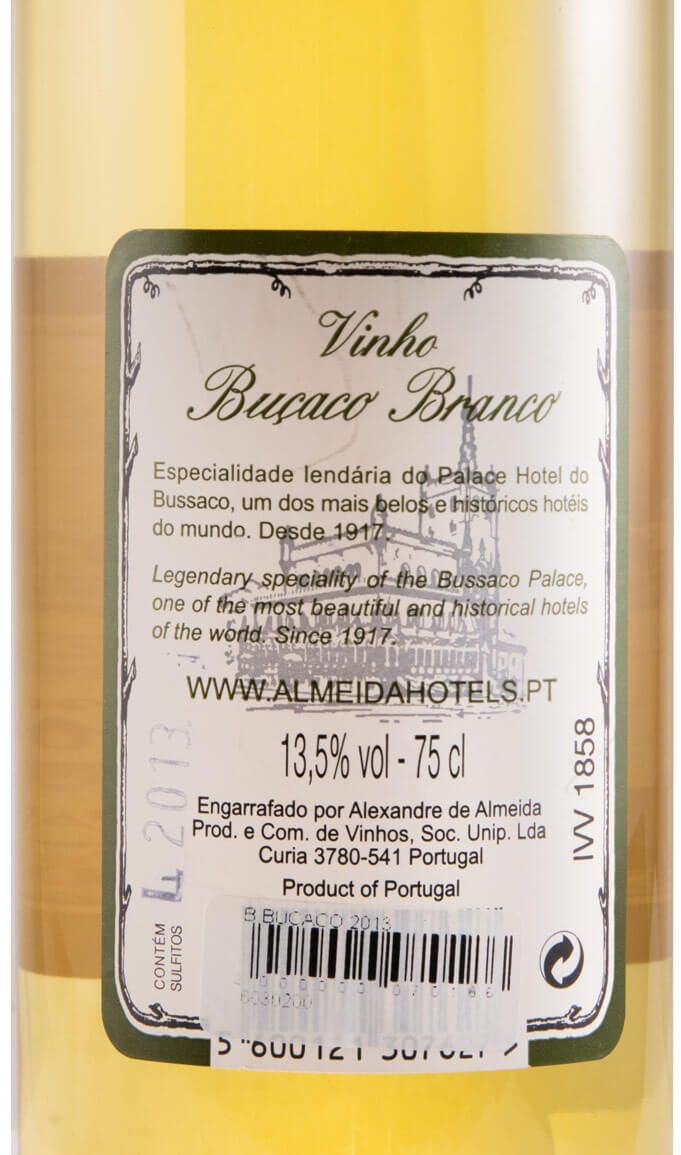 Vinho
Buçaco Branco
Especialidade lendária do Palace Hotel do
Bussaco, um dos mais belos e históricos hotéis
do mundo. Desde 1917.
Legendary speciality of the Bussaco Palace,
one of the most beautiful and historical hotels
of the world. Since 1917.
WWW.ALMEIDAHOTELS.PT
13,5% vol - 75 cl
Engarrafado por Alexandre de Almeida
Prod. e Com. de Vinhos, Soc. Unip. Lda
Curia 3780-541 Portugal
Product of Portugal
IVV 1858
L 2013
CONTÉM
SULFITOS
B.BUÇACO 2013
6030200